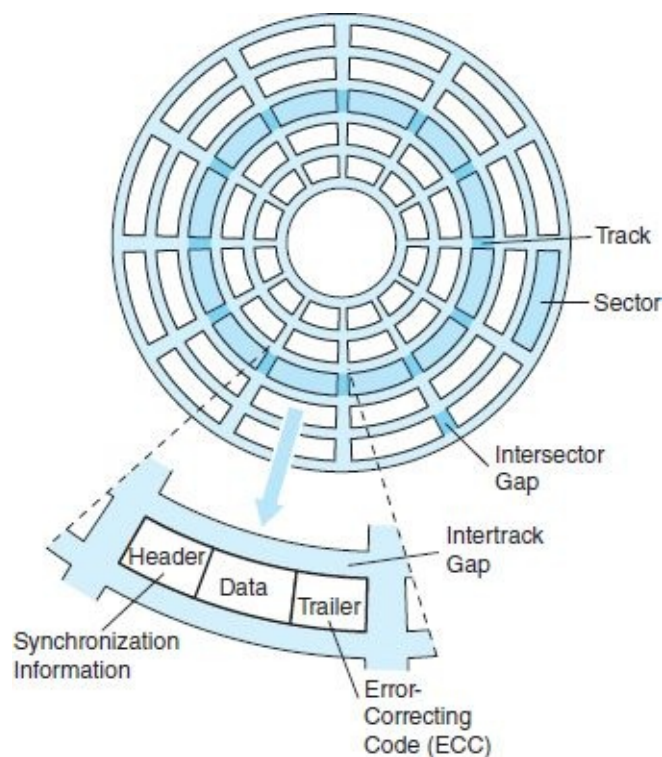 Track
Sector
Intersector
Gap
Intertrack
Gap
Header
Data
Trailer
Synchronization
Information
Error-
Correcting
Code (ECC)